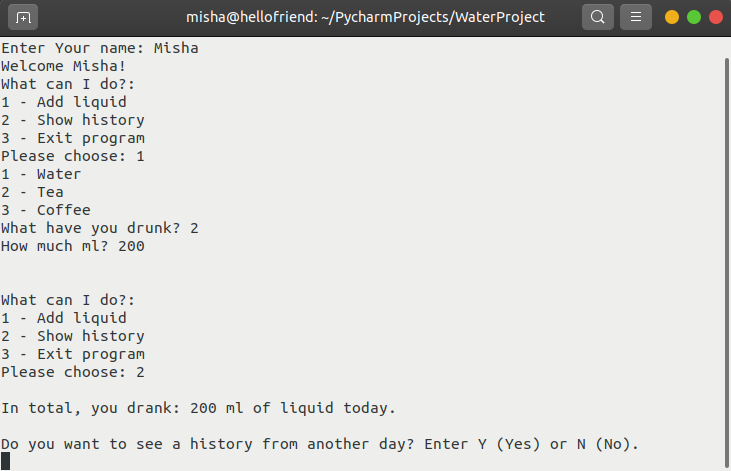 misha@hellofriend: ~/PycharmProjects/WaterProject
Enter Your name: Misha
Welcome Misha!
What can I do?:
1 - Add liquid
2 - Show history
3 - Exit program
Please choose: 1
1 - Water
2 - Tea
3 - Coffee
What have you drunk? 2
How much ml? 200
What can I do?:
1 - Add liquid
2 - Show history
3 - Exit program
Please choose: 2
In total, you drank: 200 ml of liquid today.
Do you want to see a history from another day? Enter Y (Yes) or N (No).